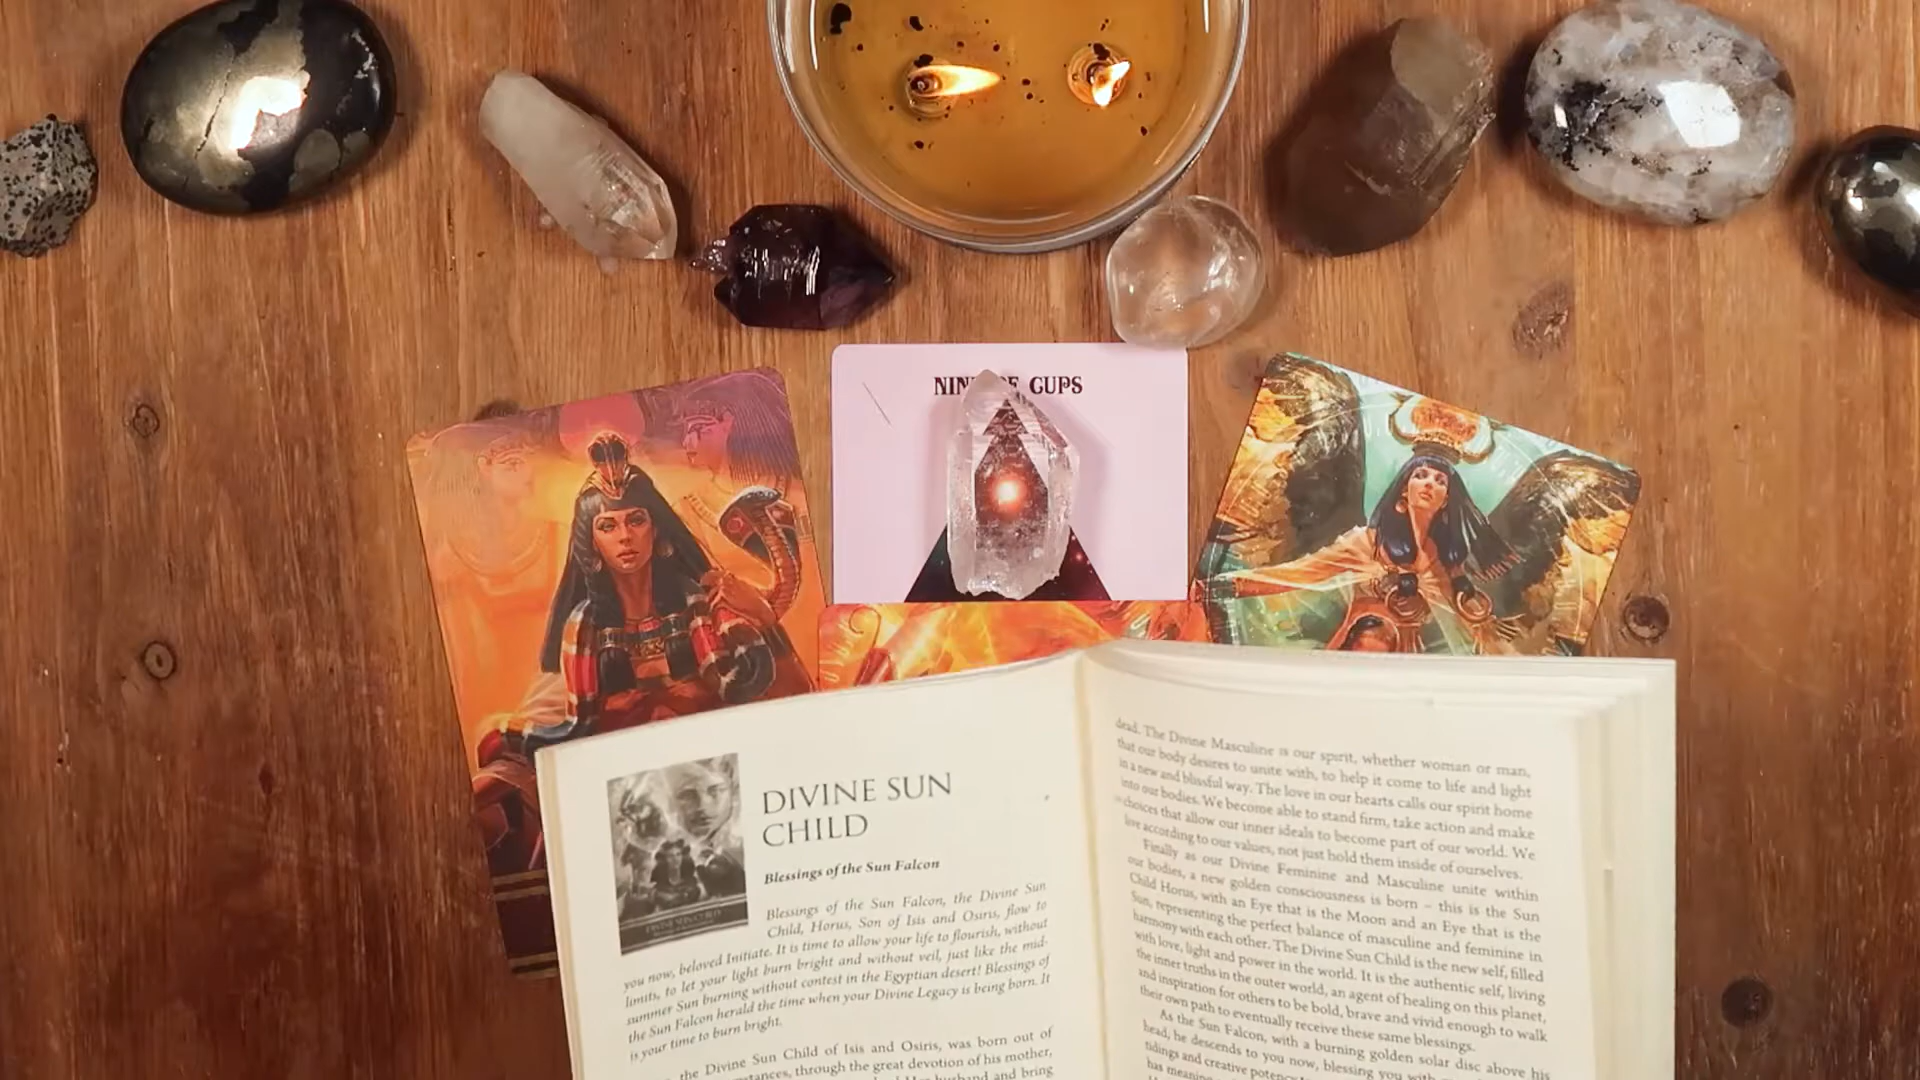 NIN OF CUPS
DIVINE SUN
CHILD
Blessings of the Sun Falcon
Blessings of the Sun Falcon, the Divine Sun
Child, Horus, Son of Isis and Osiris, flow to
you now, beloved Initiate. It is time to allow your life to flourish, without
limits, to let your light burn bright and without veil, just like the mid-
summer Sun burning without contest in the Egyptian desert! Blessings of
the Sun Falcon herald the time when your Divine Legacy is being born. It
is your time to burn bright.
the Divine Sun Child of Isis and Osiris, was born out of
through the great devotion of his mother,
husband and bring
dead. The Divine Masculine is our spirit, whether woman or man,
that our body desires to unite with, to help it come to life and light
in a new and blissful way. The love in our hearts calls our spirit home
into our bodies. We become able to stand firm, take action and make
choices that allow our inner ideals to become part of our world. We
live according to our values, not just hold them inside of ourselves.
Finally as our Divine Feminine and Masculine unite within
our bodies, a new golden consciousness is born – this is the Sun
Child Horus, with an Eye that is the Moon and an Eye that is the
Sun, representing the perfect balance of masculine and feminine in
harmony with each other. The Divine Sun Child is the new self, filled
with love, light and power in the world. It is the authentic self, living
the inner truths in the outer world, an agent of healing on this planet,
and inspiration for others to be bold, brave and vivid enough to walk
their own path to eventually receive these same blessings.
As the Sun Falcon, with a burning golden solar disc above his
head, he descends to you now, blessing you with
tidings and creative
has